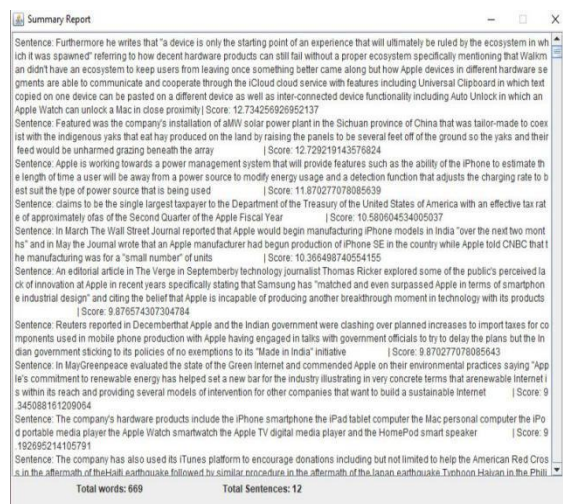 Summary Report
Sentence: Furthermore he writes that "a device is only the starting point of an experience that will ultimately be ruled by the ecosystem in wh
ich it was spawned" referring to how decent hardware products can still fail without a proper ecosystem specifically mentioning that Walkm
an didn't have an ecosystem to keep users from leaving once something better came along but how Apple devices in different hardware se
gments are able to communicate and cooperate through the iCloud cloud service with features including Universal Clipboard in which text
copied on one device can be pasted on a different device as well as inter-connected device functionality including Auto Unlock in which an
Apple Watch can unlock a Mac in close proximity| Score: 12.734256926952137
Sentence: Featured was the company's installation of aMW solar power plant in the Sichuan province of China that was tailor-made to coex
ist with the indigenous yaks that eat hay produced on the land by raising the panels to be several feet off of the ground so the yaks and their
feed would be unharmed grazing beneath the array | Score: 12.729219143576824
Sentence: Apple is working towards a power management system that will provide features such as the ability of the iPhone to estimate th
e length of time a user will be away from a power source to modify energy usage and a detection function that adjusts the charging rate to b
est suit the type of power source that is being used | Score: 11.870277078085639
Sentence: claims to be the single largest taxpayer to the Department of the Treasury of the United States of America with an effective tax rat
e of approximately ofas of the Second Quarter of the Apple Fiscal Year | Score: 10.580604534005037
Sentence: In March The Wall Street Journal reported that Apple would begin manufacturing iPhone models in India "over the next two mont
hs" and in May the Journal wrote that an Apple manufacturer had begun production of iPhone SE in the country while Apple told CNBC that t
he manufacturing was for a "small number" of units | Score: 10.366498740554155
Sentence: An editorial article in The Verge in Septemberby technology journalist Thomas Ricker explored some of the public's perceived la
ck of innovation at Apple in recent years specifically stating that Samsung has "matched and even surpassed Apple in terms of smartphon
e industrial design" and citing the belief that Apple is incapable of producing another breakthrough moment in technology with its products
| Score: 9.876574307304784
Sentence: Reuters reported in Decemberthat Apple and the Indian government were clashing over planned increases to import taxes for co
mponents used in mobile phone production with Apple having engaged in talks with government officials to try to delay the plans but the In
dian government sticking to its policies of no exemptions to its "Made in India" initiative | Score: 9.870277078085643
Sentence: In MayGreenpeace evaluated the state of the Green Internet and commended Apple on their environmental practices saying "App
le's commitment to renewable energy has helped set a new bar for the industry illustrating in very concrete terms that arenewable Internet i
s within its reach and providing several models of intervention for other companies that want to build a sustainable Internet | Score: 9
.345088161209064
Sentence: The company's hardware products include the iPhone smartphone the iPad tablet computer the Mac personal computer the iPo
d portable media player the Apple Watch smartwatch the Apple TV digital media player and the HomePod smart speaker | Score: 9
.192695214105791
Sentence: The company has also used its iTunes platform to encourage donations including but not limited to help the American Red Cros
s in the aftermath of theHaiti earthquake followed by similar procedure in the aftermath of the Japan earthquake Typhoon Haiyan in the Phili
Total words: 669 Total Sentences: 12